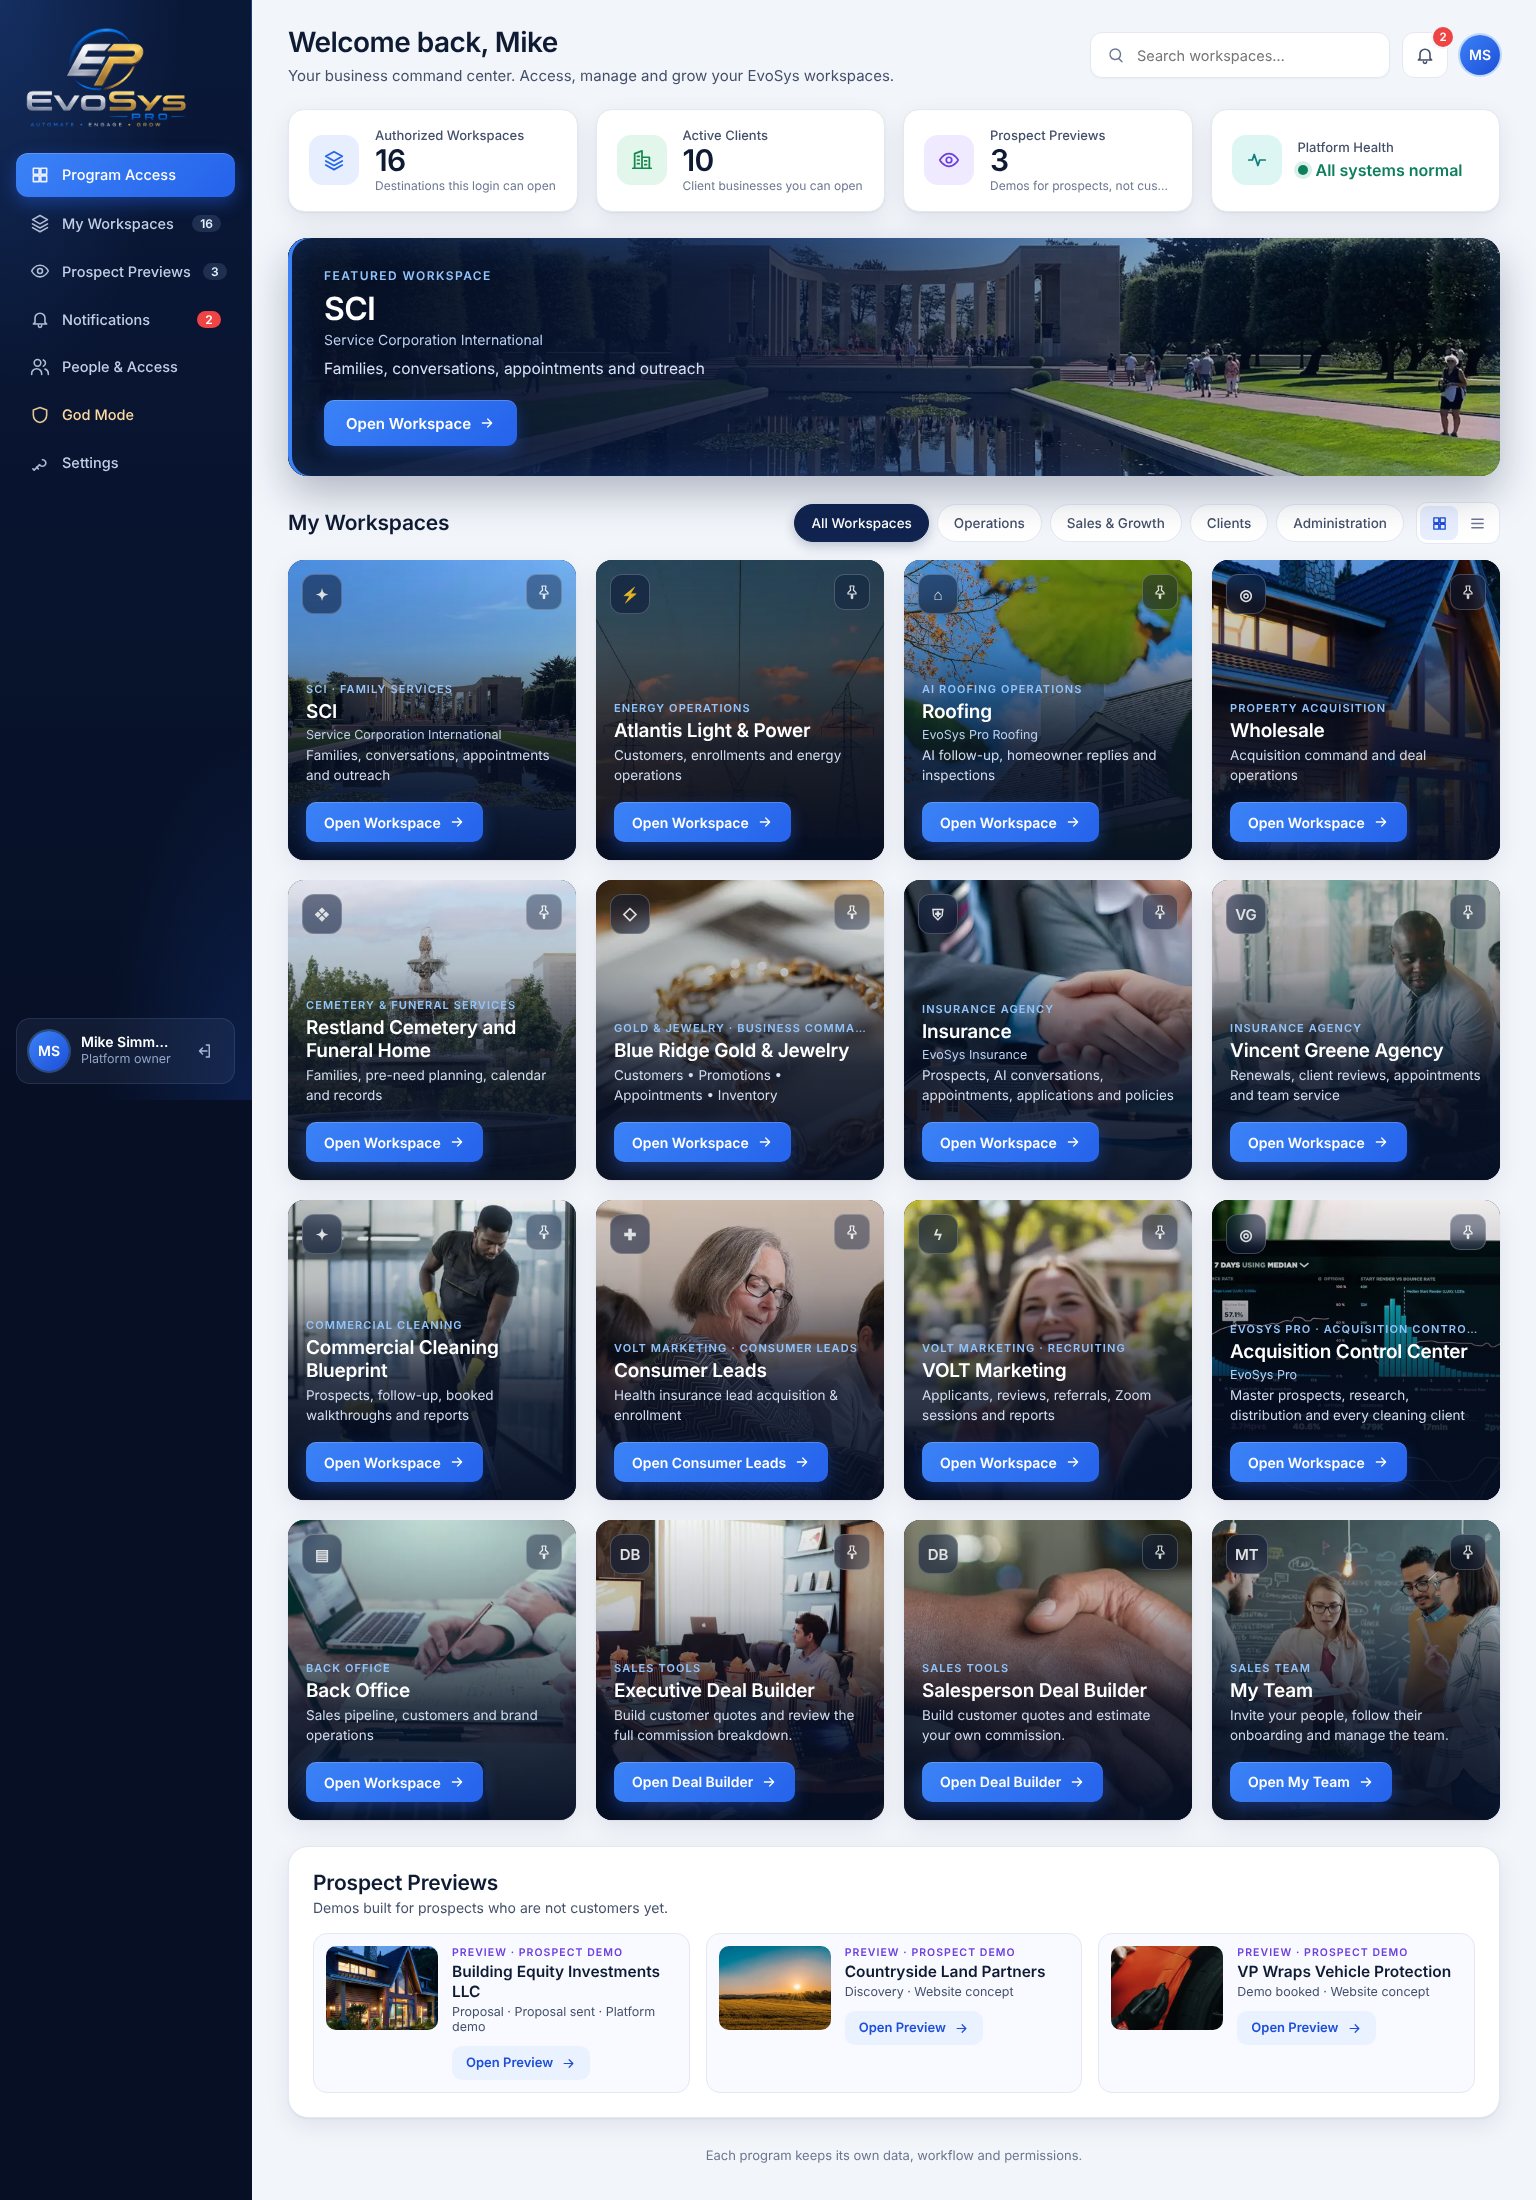 EP
EvoSys
PRO
AUTOMATE • ENGAGE • GROW
Program Access
My Workspaces 16
Prospect Previews 3
Notifications 2
People & Access
God Mode
Settings
MS
Mike Simm...
Platform owner
Welcome back, Mike
Your business command center. Access, manage and grow your EvoSys workspaces.
Search workspaces...
2
MS
Authorized Workspaces
16
Destinations this login can open
Active Clients
10
Client businesses you can open
Prospect Previews
3
Demos for prospects, not cus...
Platform Health
All systems normal
FEATURED WORKSPACE
SCI
Service Corporation International
Families, conversations, appointments and outreach
Open Workspace →
My Workspaces
All Workspaces
Operations
Sales & Growth
Clients
Administration
SCI · FAMILY SERVICES
SCI
Service Corporation International
Families, conversations, appointments
and outreach
Open Workspace →
ENERGY OPERATIONS
Atlantis Light & Power
Customers, enrollments and energy
operations
Open Workspace →
AI ROOFING OPERATIONS
Roofing
EvoSys Pro Roofing
AI follow-up, homeowner replies and
inspections
Open Workspace →
PROPERTY ACQUISITION
Wholesale
Acquisition command and deal
operations
Open Workspace →
CEMETERY & FUNERAL SERVICES
Restland Cemetery and
Funeral Home
Families, pre-need planning, calendar
and records
Open Workspace →
GOLD & JEWELRY · BUSINESS COMMA...
Blue Ridge Gold & Jewelry
Customers • Promotions •
Appointments • Inventory
Open Workspace →
INSURANCE AGENCY
Insurance
EvoSys Insurance
Prospects, AI conversations,
appointments, applications and policies
Open Workspace →
VG
INSURANCE AGENCY
Vincent Greene Agency
Renewals, client reviews, appointments
and team service
Open Workspace →
COMMERCIAL CLEANING
Commercial Cleaning
Blueprint
Prospects, follow-up, booked
walkthroughs and reports
Open Workspace →
VOLT MARKETING · CONSUMER LEADS
Consumer Leads
Health insurance lead acquisition &
enrollment
Open Consumer Leads →
VOLT MARKETING · RECRUITING
VOLT Marketing
Applicants, reviews, referrals, Zoom
sessions and reports
Open Workspace →
7 DAYS USING MEDIAN
OPTIONS
START RENDER VS BOUNCE RATE
57.1%
EVOSYS PRO · ACQUISITION CONTRO...
Acquisition Control Center
EvoSys Pro
Master prospects, research,
distribution and every cleaning client
Open Workspace →
BACK OFFICE
Back Office
Sales pipeline, customers and brand
operations
Open Workspace →
DB
SALES TOOLS
Executive Deal Builder
Build customer quotes and review the
full commission breakdown.
Open Deal Builder →
DB
SALES TOOLS
Salesperson Deal Builder
Build customer quotes and estimate
your own commission.
Open Deal Builder →
MT
SALES TEAM
My Team
Invite your people, follow their
onboarding and manage the team.
Open My Team →
Prospect Previews
Demos built for prospects who are not customers yet.
PREVIEW · PROSPECT DEMO
Building Equity Investments
LLC
Proposal · Proposal sent · Platform
demo
Open Preview →
PREVIEW · PROSPECT DEMO
Countryside Land Partners
Discovery · Website concept
Open Preview →
PREVIEW · PROSPECT DEMO
VP Wraps Vehicle Protection
Demo booked · Website concept
Open Preview →
Each program keeps its own data, workflow and permissions.